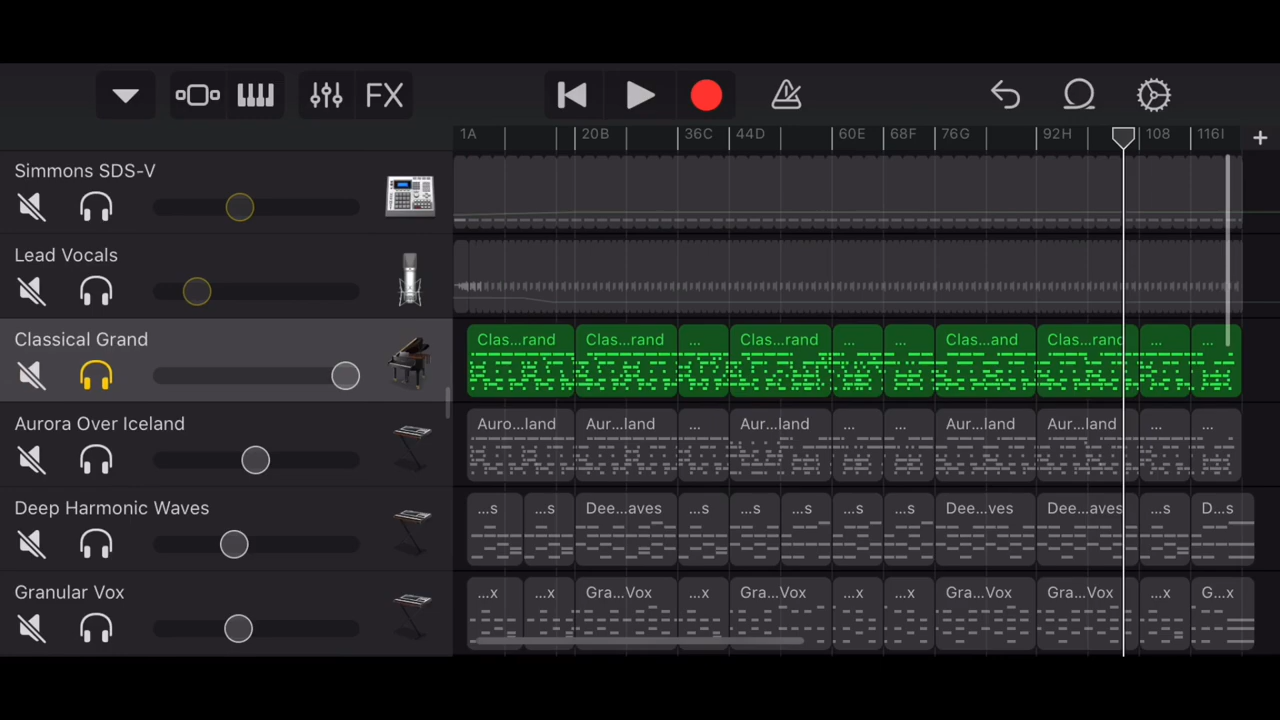 FX
1A 20B 36C 44D 60E 68F 76G 92H 108 116I +
Simmons SDS-V
Lead Vocals
Classical Grand
Clas...rand Clas...rand ... Clas...rand ... ... Clas...and Clas...rand ... ...
Aurora Over Iceland
Auro...land Aur...land ... Aur...land ... ... Aur...land Aur...land ... ...
Deep Harmonic Waves
...s ...s Dee...aves ...s ...s ...s ...s ...s Dee...ves Dee...aves ...s D...s
Granular Vox
...x ...x Gra...Vox ...x Gra...Vox ...x ...x Gra...Vox Gra...Vox ...x G...x